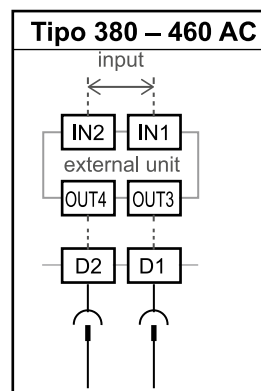 Tipo 380 – 460 AC
input
IN2 IN1
external unit
OUT4 OUT3
D2 D1